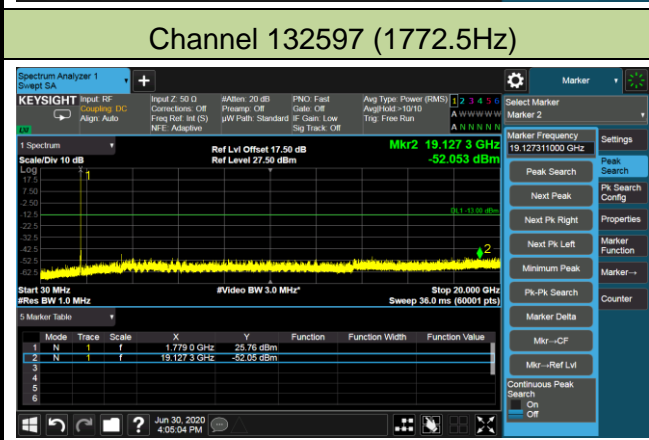 Channel 132597 (1772.5Hz)
Spectrum Analyzer 1
Swept SA
+
Marker
KEYSIGHT
Input: RF
Coupling: DC
Align: Auto
Input Z: 50 Ω
Corrections: Off
Freq Ref: Int (S)
NFE: Adaptive
#Atten: 20 dB
Preamp: Off
µW Path: Standard
PNO: Fast
Gate: Off
IF Gain: Low
Sig Track: Off
Avg Type: Power (RMS)
Avg|Hold:>10/10
Trig: Free Run
1 2 3 4 5 6
A W W W W W
A N N N N N
Select Marker
Marker 2
1 Spectrum
Scale/Div 10 dB
Ref Lvl Offset 17.50 dB
Ref Level 27.50 dBm
Mkr2 19.127 3 GHz
-52.053 dBm
Log
17.5
7.50
-2.50
-12.5
-22.5
-32.5
-42.5
-52.5
-62.5
1
DL1 -13.00 dBm
2
Start 30 MHz
#Res BW 1.0 MHz
#Video BW 3.0 MHz*
Stop 20.000 GHz
Sweep 36.0 ms (60001 pts)
5 Marker Table
Mode Trace Scale X Y Function Function Width Function Value
1 N 1 f 1.779 0 GHz 25.76 dBm
2 N 1 f 19.127 3 GHz -52.05 dBm
3
4
5
6
Marker Frequency
19.127311000 GHz
Peak Search
Next Peak
Next Pk Right
Next Pk Left
Minimum Peak
Pk-Pk Search
Marker Delta
Mkr→CF
Mkr→Ref Lvl
Continuous Peak
Search
On
Off
Settings
Peak
Search
Pk Search
Config
Properties
Marker
Function
Marker→
Counter
?
Jun 30, 2020
4:05:04 PM